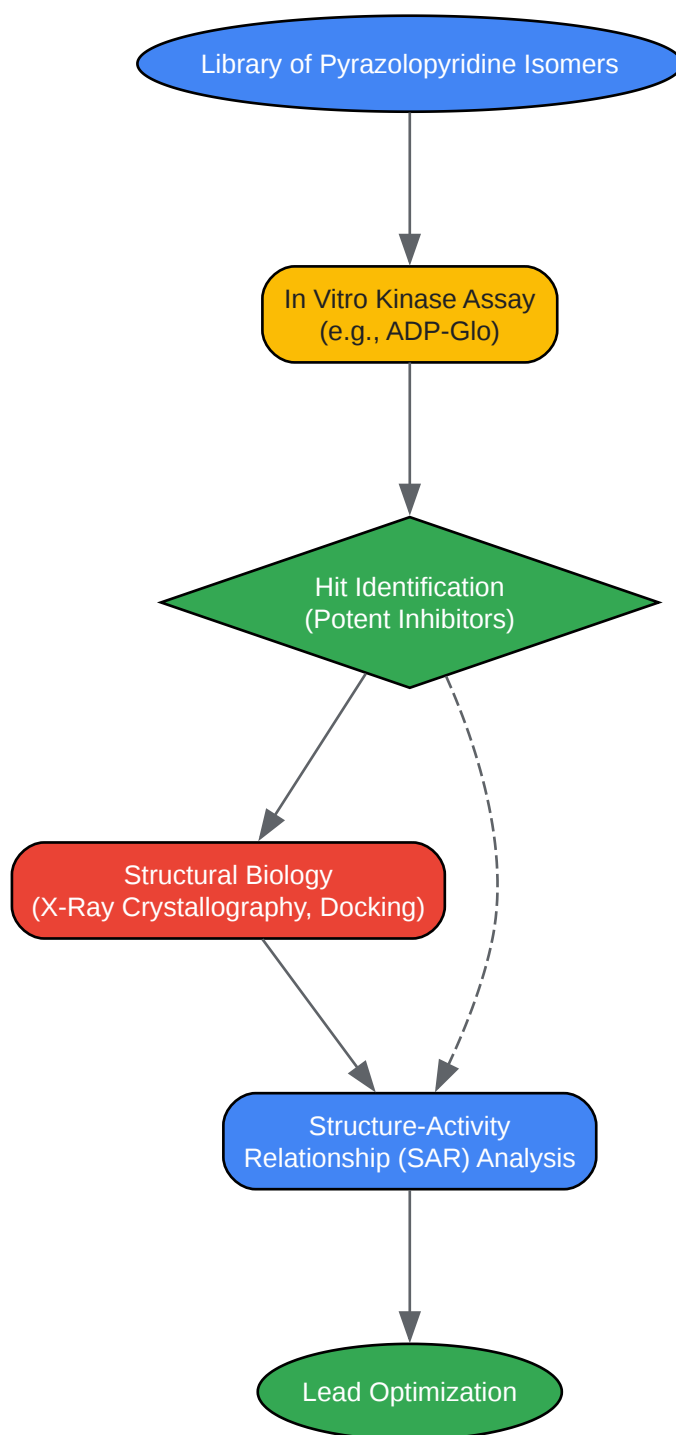 Library of Pyrazolopyridine Isomers
In Vitro Kinase Assay
(e.g., ADP-Glo)
Hit Identification
(Potent Inhibitors)
Structural Biology
(X-Ray Crystallography, Docking)
Structure-Activity
Relationship (SAR) Analysis
Lead Optimization